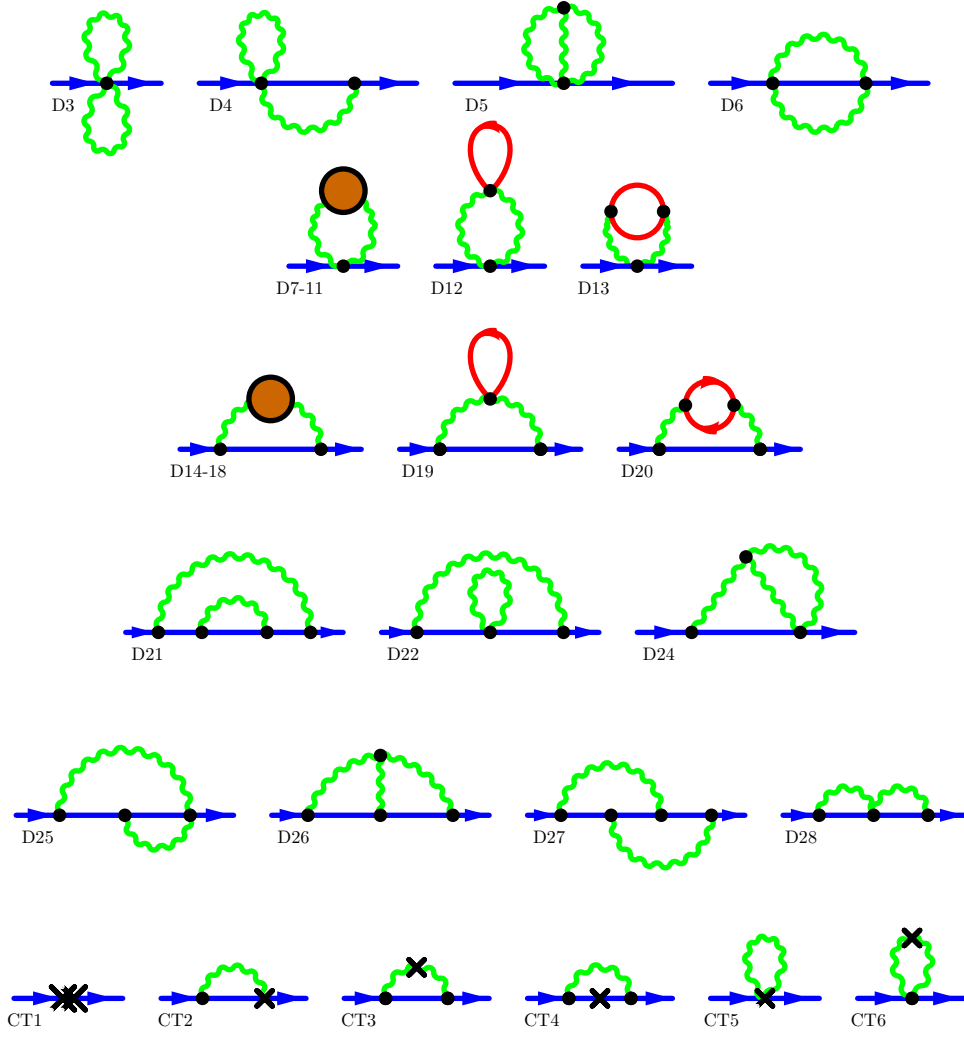 D3 D4 D5 D6
D7-11 D12 D13
D14-18 D19 D20
D21 D22 D24
D25 D26 D27 D28
CT1 CT2 CT3 CT4 CT5 CT6